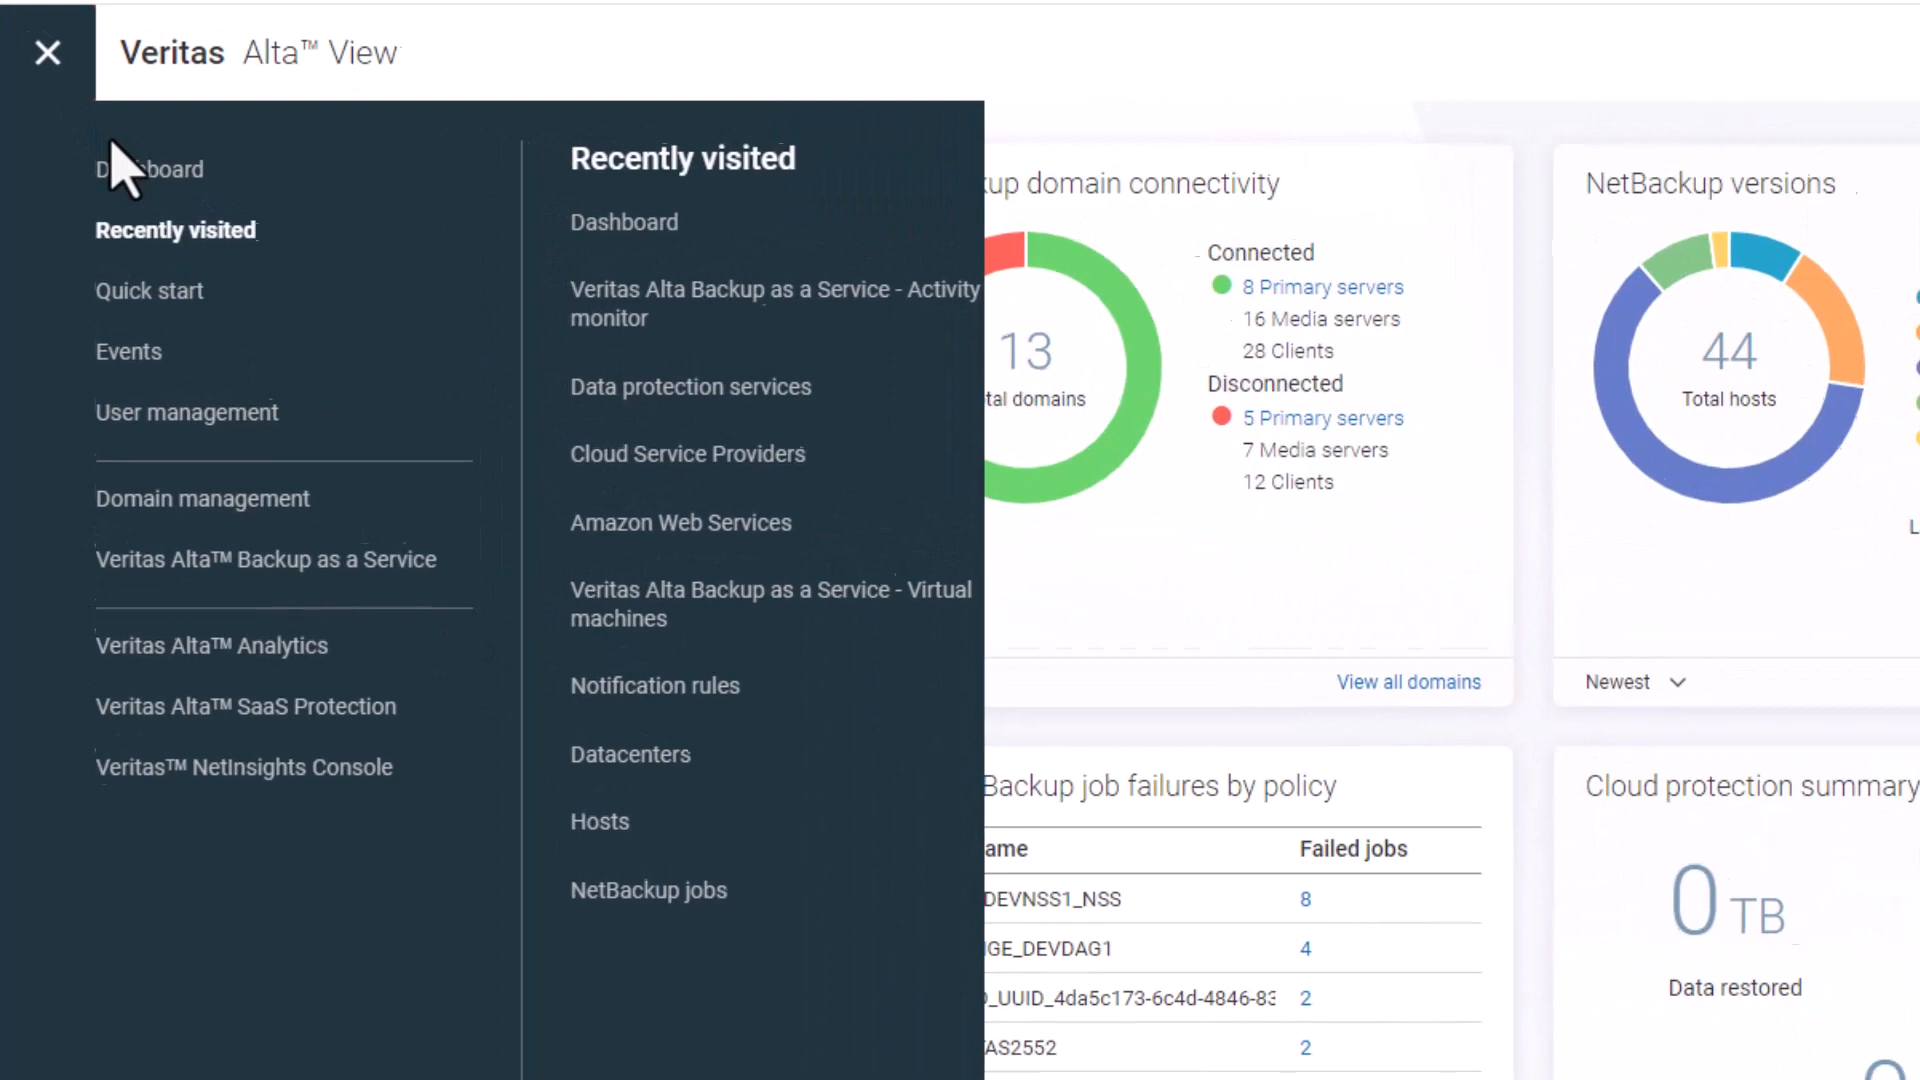 Veritas Alta™ View
Dashboard
Recently visited
Quick start
Events
User management
Domain management
Veritas Alta™ Backup as a Service
Veritas Alta™ Analytics
Veritas Alta™ SaaS Protection
Veritas™ NetInsights Console
Recently visited
Dashboard
Veritas Alta Backup as a Service - Activity
monitor
Data protection services
Cloud Service Providers
Amazon Web Services
Veritas Alta Backup as a Service - Virtual
machines
Notification rules
Datacenters
Hosts
NetBackup jobs
kup domain connectivity
13
tal domains
Connected
8 Primary servers
16 Media servers
28 Clients
Disconnected
5 Primary servers
7 Media servers
12 Clients
View all domains
NetBackup versions
44
Total hosts
Newest
Backup job failures by policy
ame Failed jobs
DEVNSS1_NSS 8
GE_DEVDAG1 4
_UUID_4da5c173-6c4d-4846-83 2
AS2552 2
Cloud protection summary
0 TB
Data restored